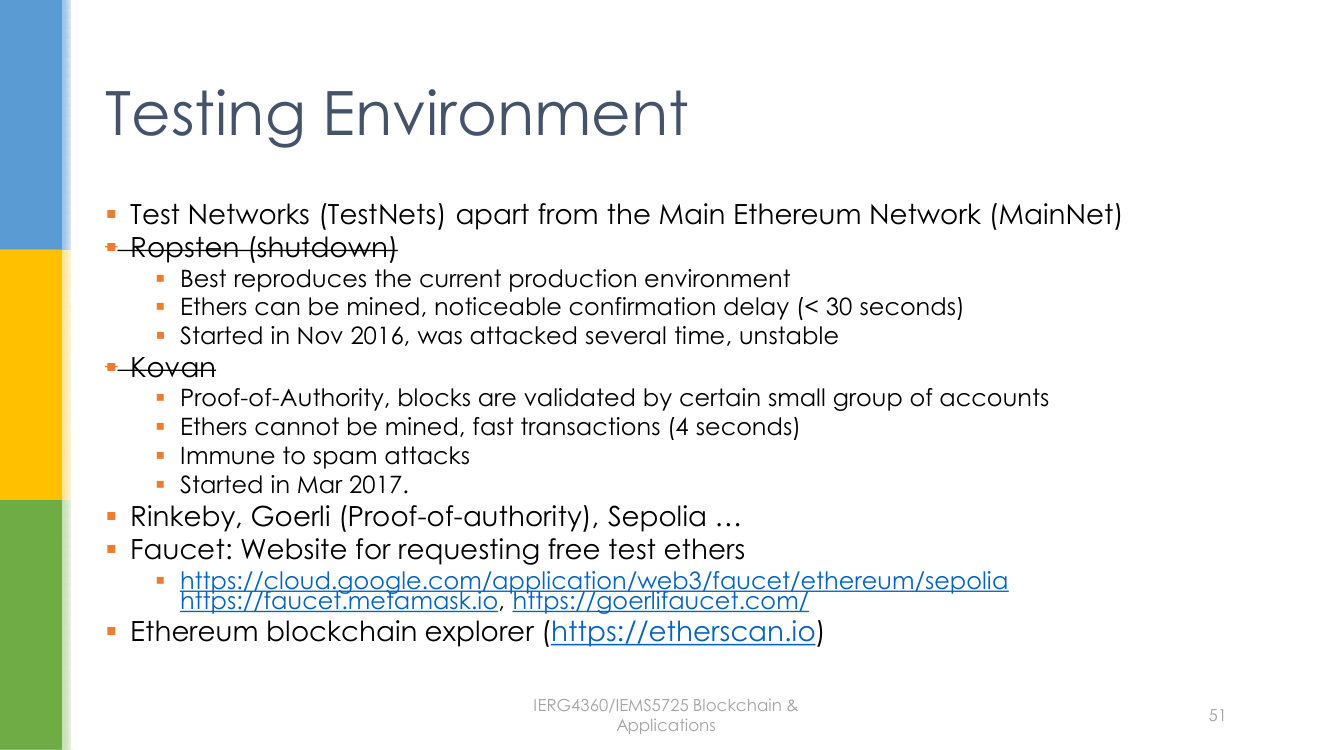 Testing Environment
Test Networks (TestNets) apart from the Main Ethereum Network (MainNet)
Ropsten (shutdown)
Best reproduces the current production environment
Ethers can be mined, noticeable confirmation delay (< 30 seconds)
Started in Nov 2016, was attacked several time, unstable
Kovan
Proof-of-Authority, blocks are validated by certain small group of accounts
Ethers cannot be mined, fast transactions (4 seconds)
Immune to spam attacks
Started in Mar 2017.
Rinkeby, Goerli (Proof-of-authority), Sepolia …
Faucet: Website for requesting free test ethers
https://cloud.google.com/application/web3/faucet/ethereum/sepolia
https://faucet.metamask.io, https://goerlifaucet.com/
Ethereum blockchain explorer (https://etherscan.io)
IERG4360/IEMS5725 Blockchain &
Applications
51